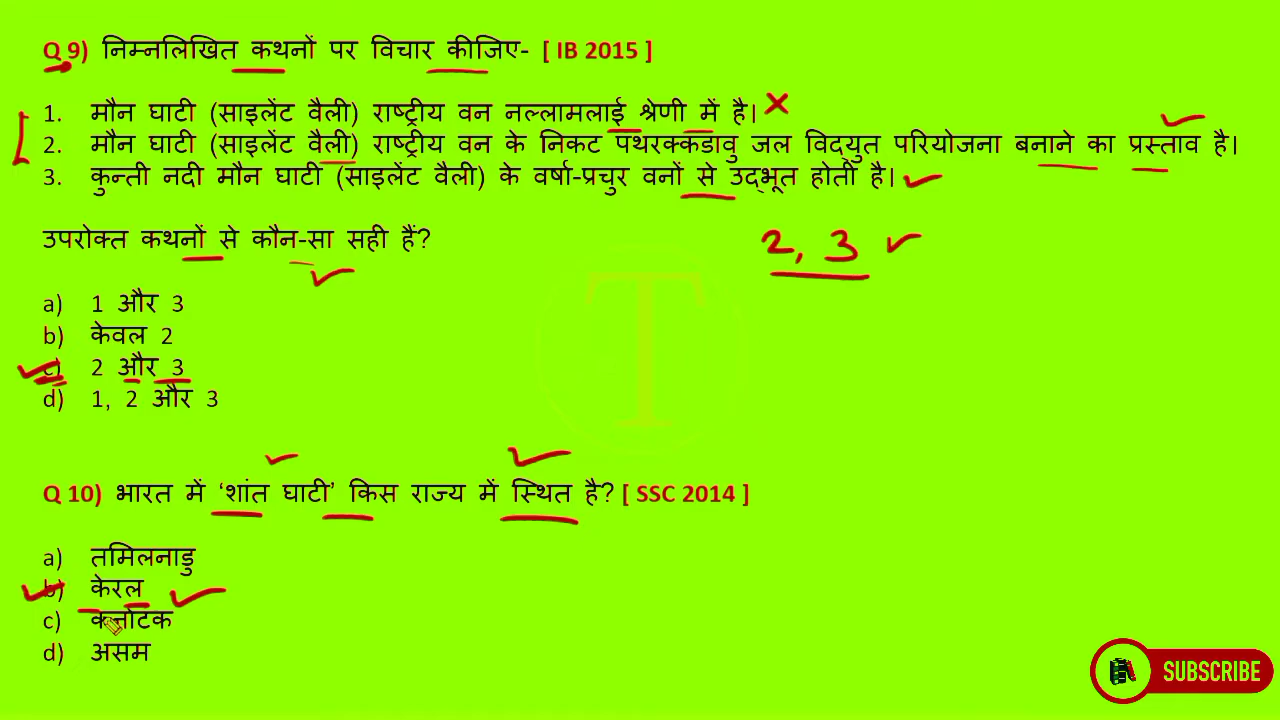 Q 9) निम्नलिखित कथनों पर विचार कीजिए- [ IB 2015 ]
1. मौन घाटी (साइलेंट वैली) राष्ट्रीय वन नल्लामलाई श्रेणी में है।
2. मौन घाटी (साइलेंट वैली) राष्ट्रीय वन के निकट पथरक्कडावु जल विद्युत परियोजना बनाने का प्रस्ताव है।
3. कुन्ती नदी मौन घाटी (साइलेंट वैली) के वर्षा-प्रचुर वनों से उद्भूत होती है।
उपरोक्त कथनों से कौन-सा सही हैं?
2, 3
a) 1 और 3
b) केवल 2
c) 2 और 3
d) 1, 2 और 3
Q 10) भारत में ‘शांत घाटी’ किस राज्य में स्थित है? [ SSC 2014 ]
a) तमिलनाडु
b) केरल
c) कर्नाटक
d) असम
T
SUBSCRIBE